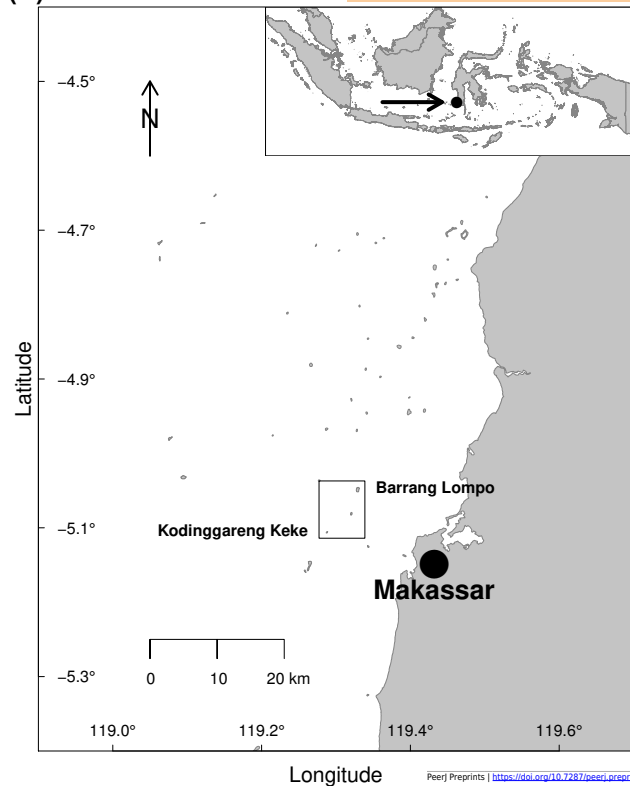 −4.5°
N
−4.7°
−4.9°
Latitude
Barrang Lompo
−5.1°
Kodinggareng Keke
Makassar
0 10 20 km
−5.3°
119.0° 119.2° 119.4° 119.6°
Longitude
PeerJ Preprints | https://doi.org/10.7287/peerj.prepr